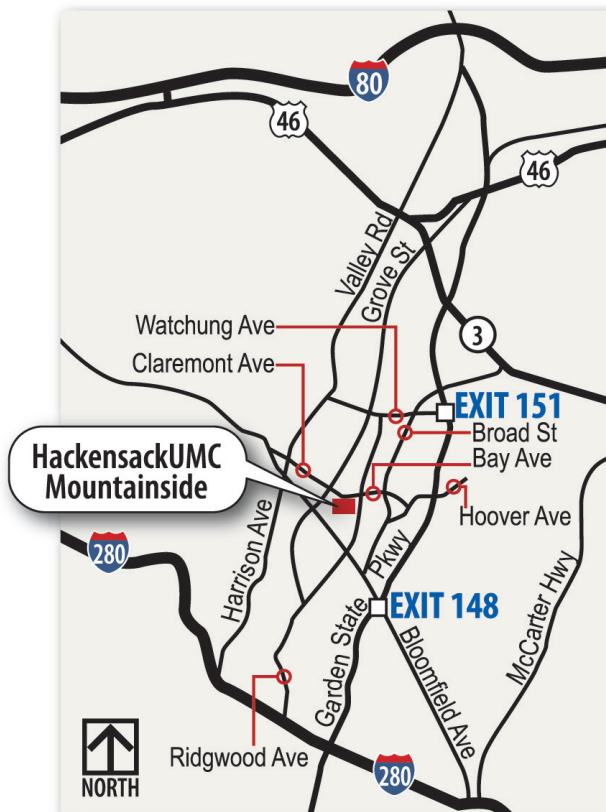 80
46
46
Valley Rd
Grove St
Watchung Ave
3
Claremont Ave
EXIT 151
Broad St
HackensackUMC
Mountainside
Bay Ave
Hoover Ave
280
Harrison Ave
Pkwy
McCarter Hwy
EXIT 148
Garden State
Bloomfield Ave
Ridgwood Ave
280
NORTH